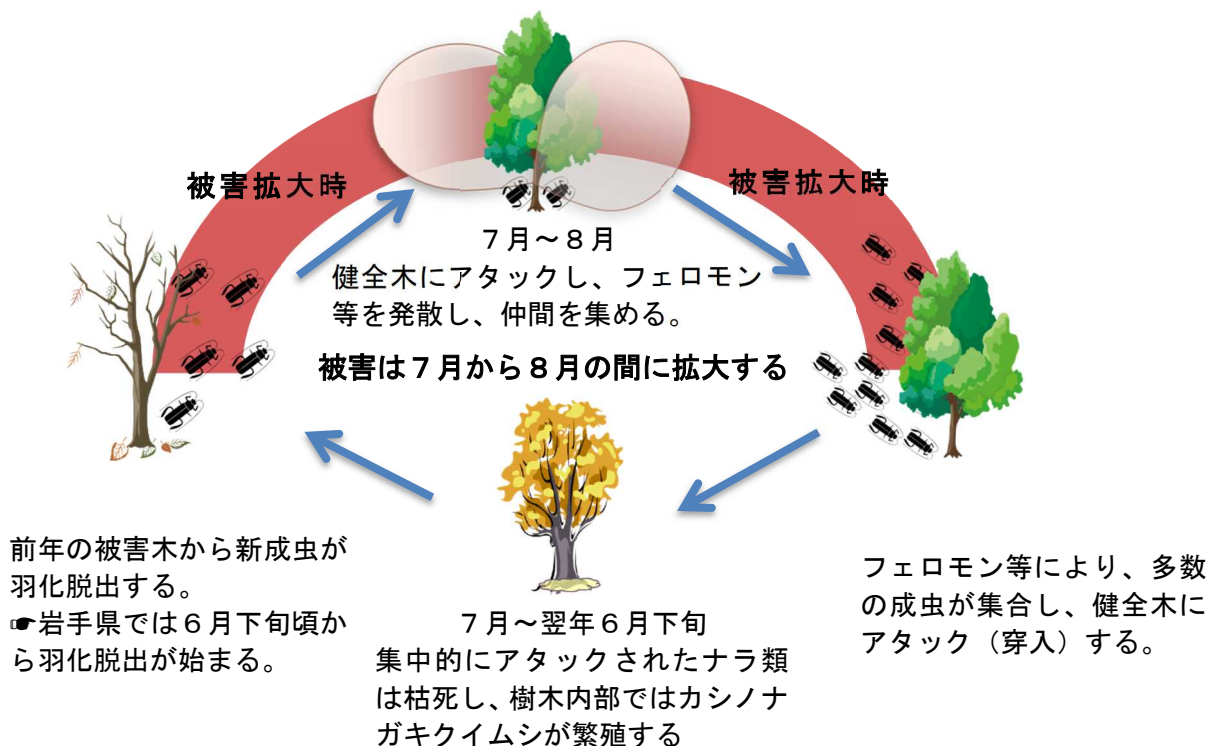 被害拡大時
被害拡大時
７月～８月
健全木にアタックし、フェロモン
等を発散し、仲間を集める。
被害は７月から８月の間に拡大する
前年の被害木から新成虫が
羽化脱出する。
☛岩手県では６月下旬頃か
ら羽化脱出が始まる。
７月～翌年６月下旬
集中的にアタックされたナラ類
は枯死し、樹木内部ではカシノナ
ガキクイムシが繁殖する
フェロモン等により、多数
の成虫が集合し、健全木に
アタック（穿入）する。